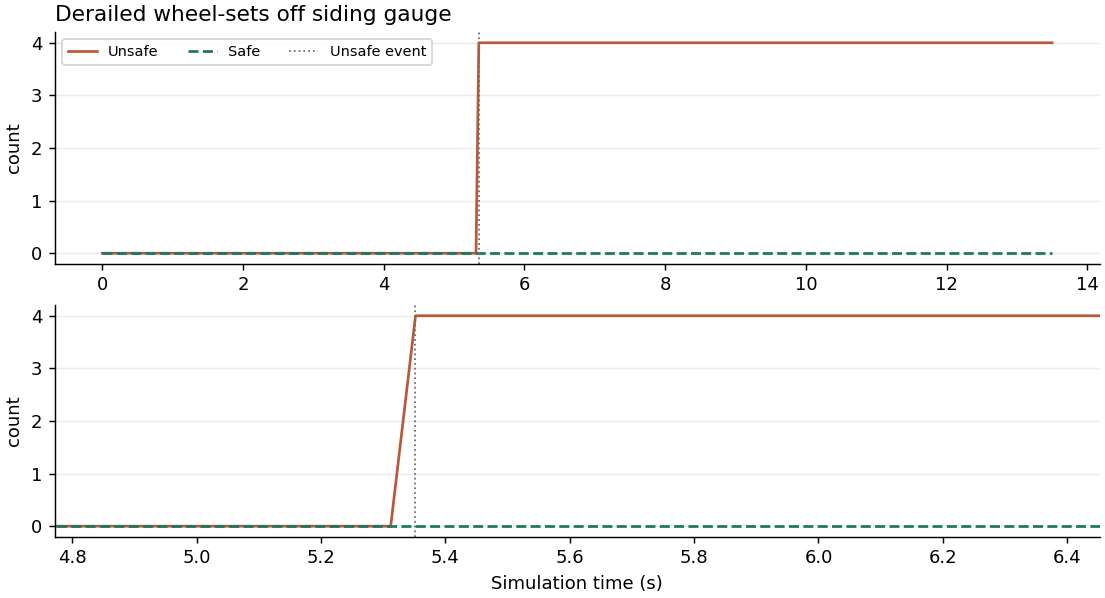 Derailed wheel-sets off siding gauge
Unsafe Safe Unsafe event
4
3
2
1
0
count
0 2 4 6 8 10 12 14
4
3
2
1
0
count
4.8 5.0 5.2 5.4 5.6 5.8 6.0 6.2 6.4
Simulation time (s)